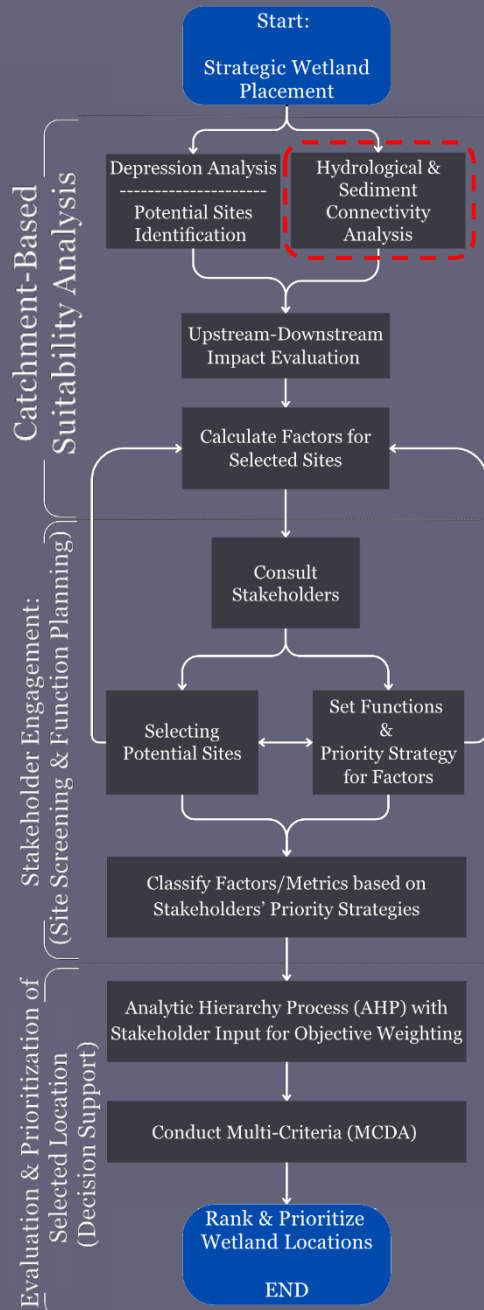 Start:
Strategic Wetland
Placement
Catchment-Based
Suitability Analysis
Depression Analysis
---------------------
Potential Sites
Identification
Hydrological &
Sediment
Connectivity
Analysis
Upstream-Downstream
Impact Evaluation
Calculate Factors for
Selected Sites
Stakeholder Engagement:
(Site Screening & Function Planning)
Consult
Stakeholders
Selecting
Potential Sites
Set Functions
&
Priority Strategy
for Factors
Classify Factors/Metrics based on
Stakeholders' Priority Strategies
Evaluation & Prioritization of
Selected Location
(Decision Support)
Analytic Hierarchy Process (AHP) with
Stakeholder Input for Objective Weighting
Conduct Multi-Criteria (MCDA)
Rank & Prioritize
Wetland Locations
END